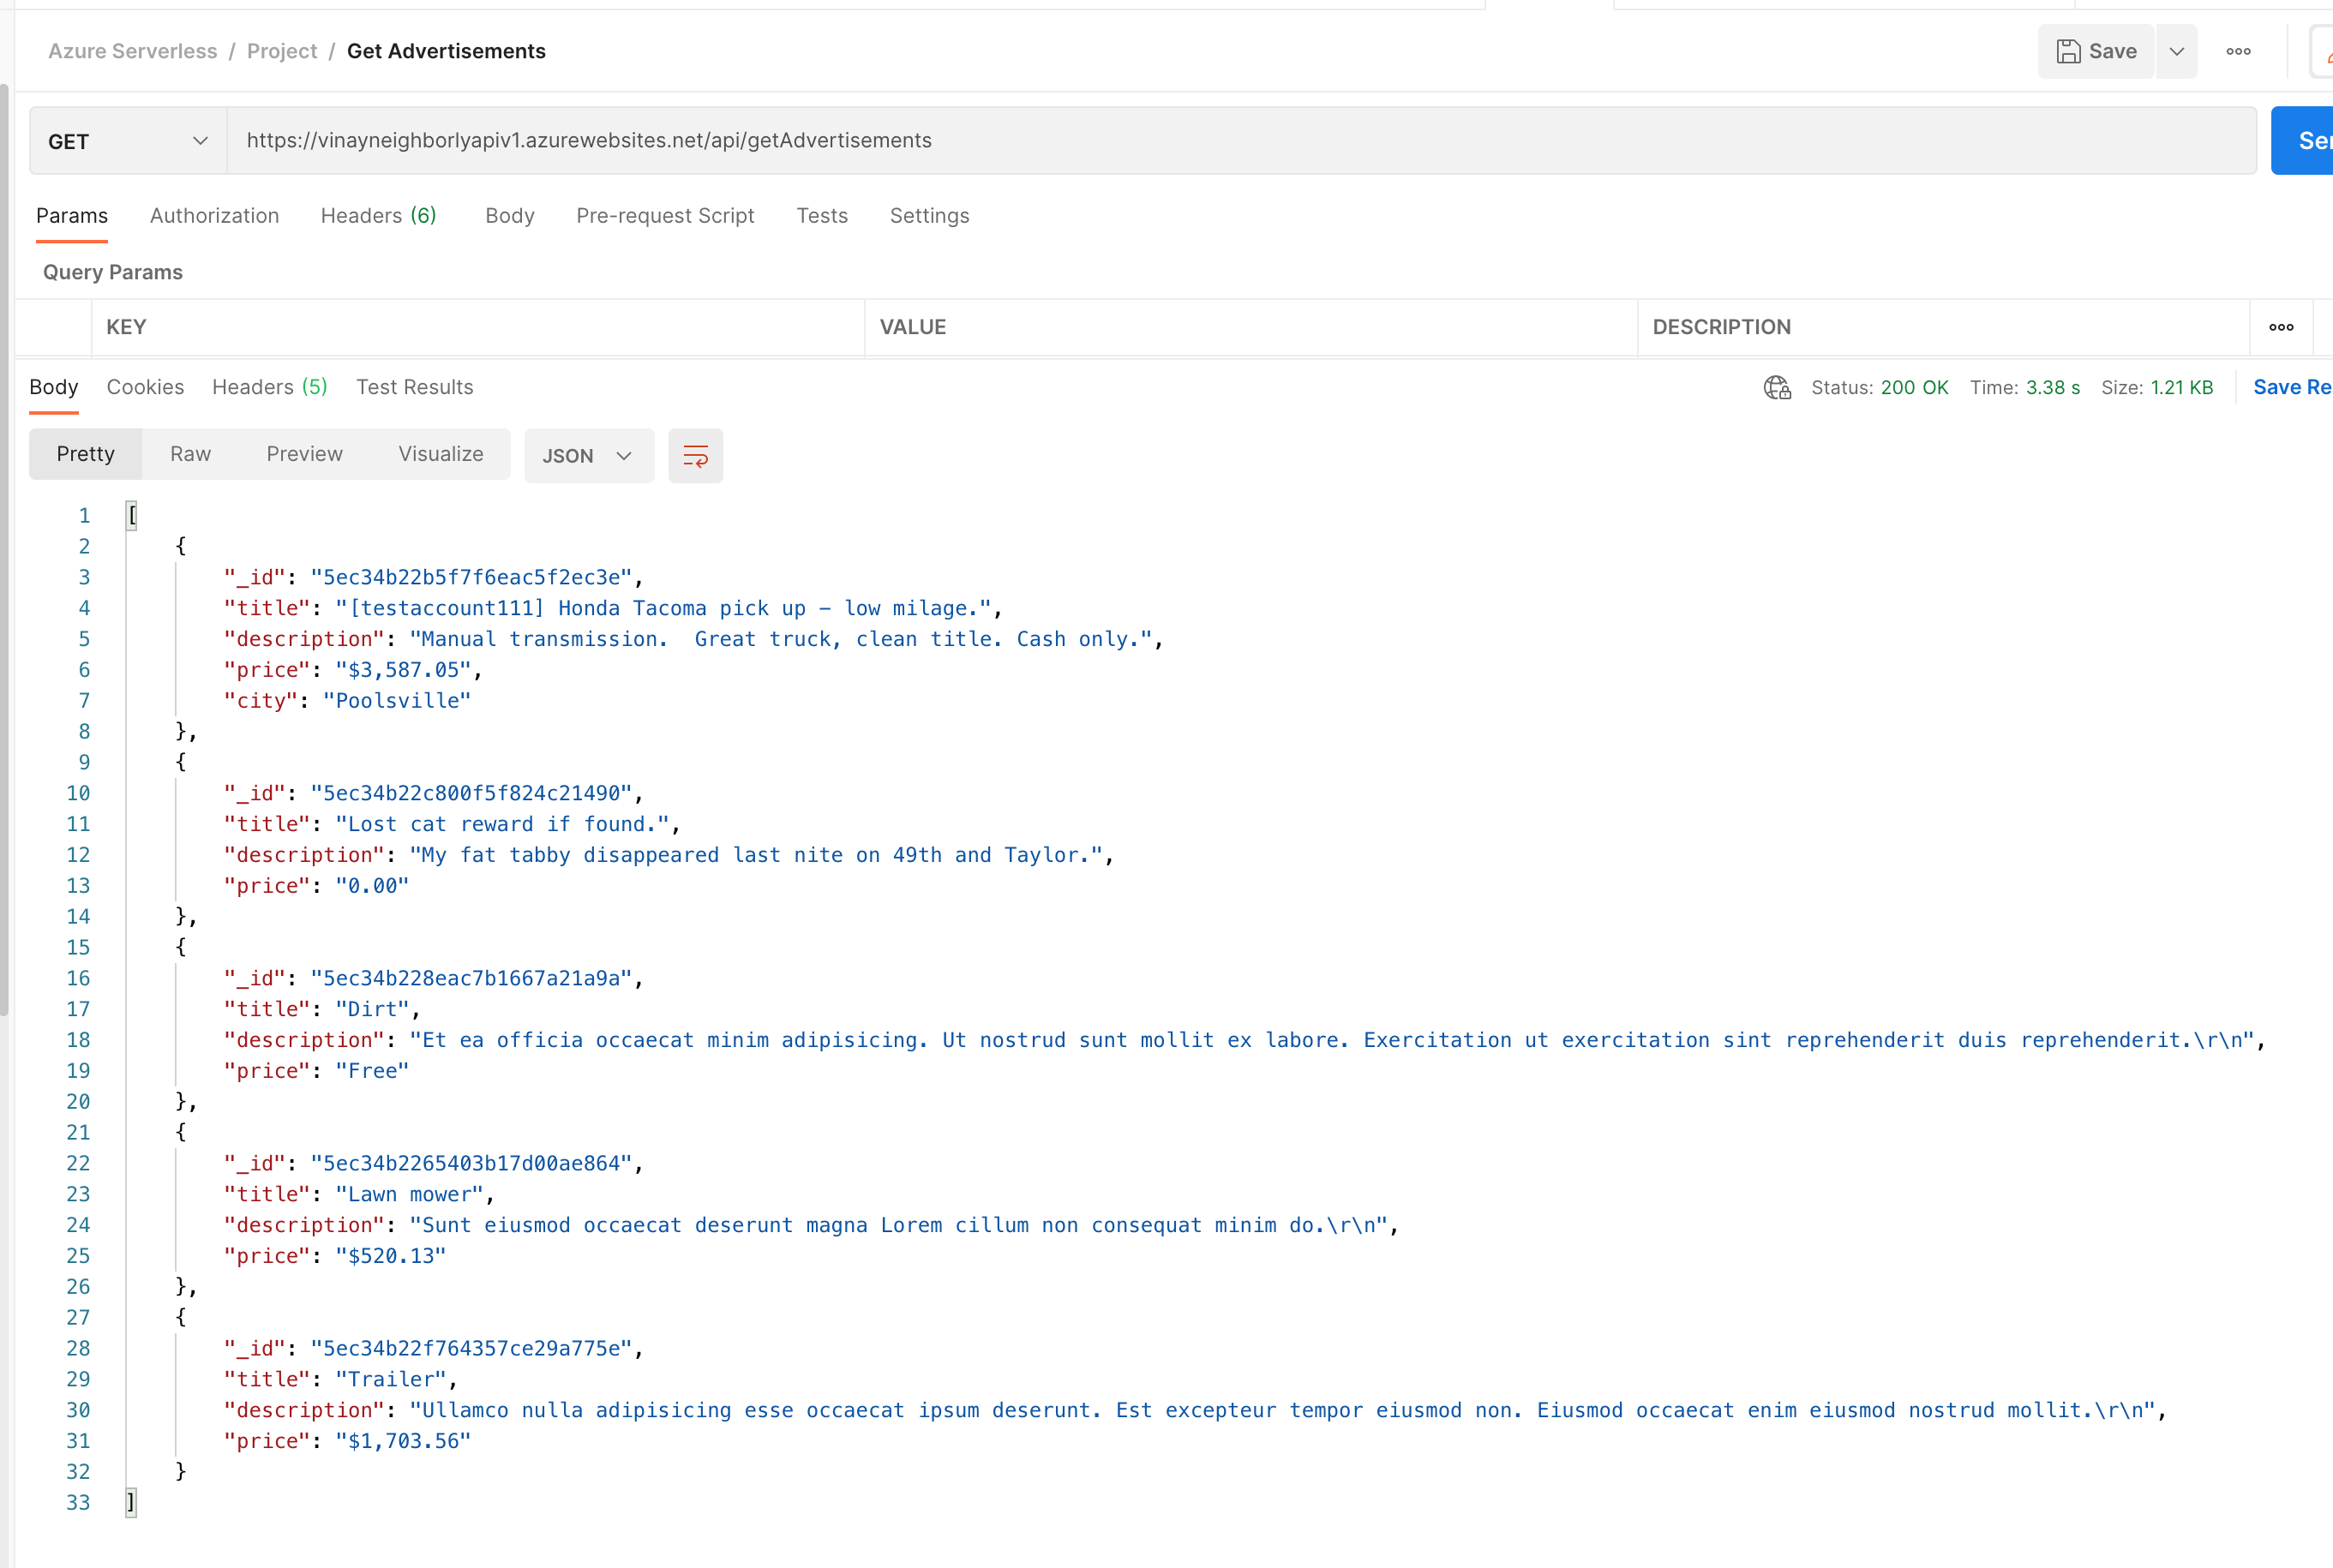 Azure Serverless / Project / Get Advertisements Save
GET https://vinayneighborlyapiv1.azurewebsites.net/api/getAdvertisements
Params Authorization Headers (6) Body Pre-request Script Tests Settings
Query Params
KEY VALUE DESCRIPTION
Body Cookies Headers (5) Test Results Status: 200 OK Time: 3.38 s Size: 1.21 KB Save Re
Pretty Raw Preview Visualize JSON
1 [
2 {
3 "_id": "5ec34b22b5f7f6eac5f2ec3e",
4 "title": "[testaccount111] Honda Tacoma pick up - low milage.",
5 "description": "Manual transmission.  Great truck, clean title. Cash only.",
6 "price": "$3,587.05",
7 "city": "Poolsville"
8 },
9 {
10 "_id": "5ec34b22c800f5f824c21490",
11 "title": "Lost cat reward if found.",
12 "description": "My fat tabby disappeared last nite on 49th and Taylor.",
13 "price": "0.00"
14 },
15 {
16 "_id": "5ec34b228eac7b1667a21a9a",
17 "title": "Dirt",
18 "description": "Et ea officia occaecat minim adipisicing. Ut nostrud sunt mollit ex labore. Exercitation ut exercitation sint reprehenderit duis reprehenderit.\r\n",
19 "price": "Free"
20 },
21 {
22 "_id": "5ec34b2265403b17d00ae864",
23 "title": "Lawn mower",
24 "description": "Sunt eiusmod occaecat deserunt magna Lorem cillum non consequat minim do.\r\n",
25 "price": "$520.13"
26 },
27 {
28 "_id": "5ec34b22f764357ce29a775e",
29 "title": "Trailer",
30 "description": "Ullamco nulla adipisicing esse occaecat ipsum deserunt. Est excepteur tempor eiusmod non. Eiusmod occaecat enim eiusmod nostrud mollit.\r\n",
31 "price": "$1,703.56"
32 }
33 ]